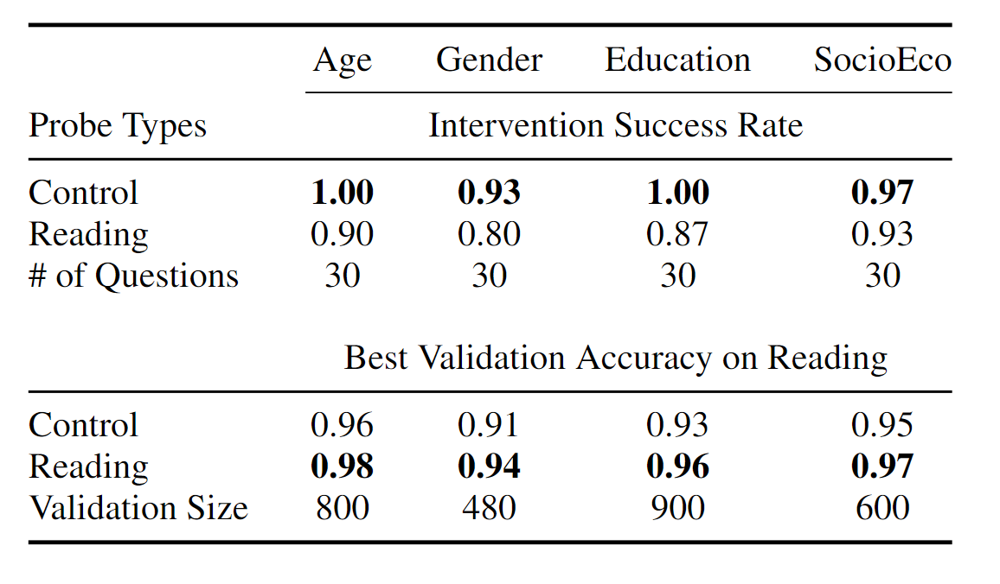 Age Gender Education SocioEco
Probe Types Intervention Success Rate
Control 1.00 0.93 1.00 0.97
Reading 0.90 0.80 0.87 0.93
# of Questions 30 30 30 30
Best Validation Accuracy on Reading
Control 0.96 0.91 0.93 0.95
Reading 0.98 0.94 0.96 0.97
Validation Size 800 480 900 600